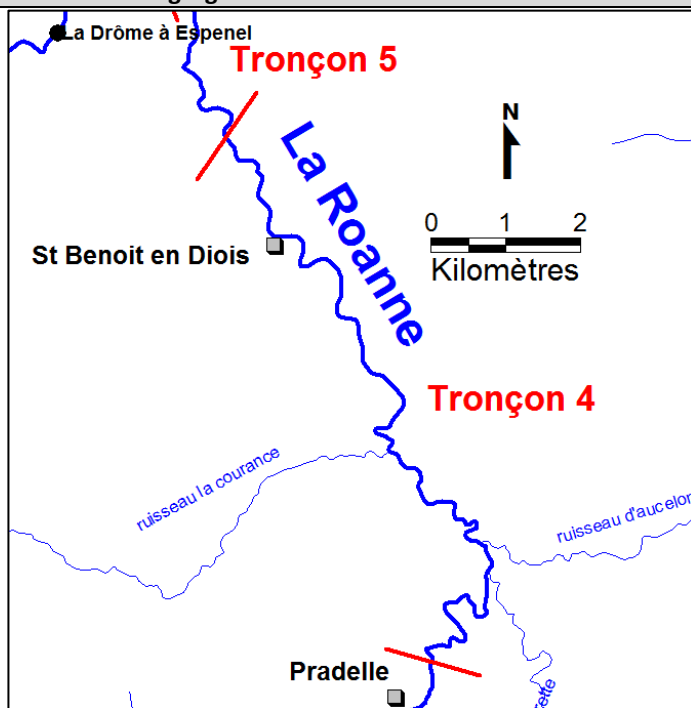 La Drôme à Espenel
Tronçon 5
N
La Roanne
0 1 2
Kilomètres
St Benoit en Diois
Tronçon 4
ruisseau la courance
ruisseau d'aucelon
Pradelle